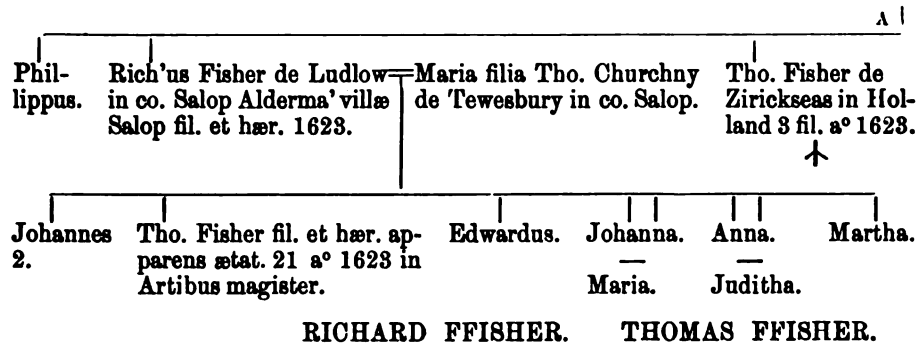 A
Phil-
lippus.
Rich'us Fisher de Ludlow
in co. Salop Alderma' villæ
Salop fil. et hær. 1623.
Maria filia Tho. Churchny
de Tewesbury in co. Salop.
Tho. Fisher de
Zirickseas in Hol-
land 3 fil. aº 1623.
Johannes
2.
Tho. Fisher fil. et hær. ap-
parens ætat. 21 aº 1623 in
Artibus magister.
Edwardus.
Johanna.
Maria.
Anna.
Juditha.
Martha.
RICHARD FFISHER. THOMAS FFISHER.